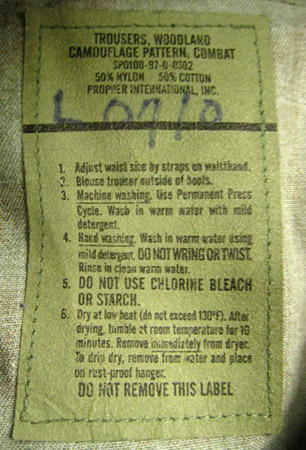 TROUSERS, WOODLAND
CAMOUFLAGE PATTERN, COMBAT
SPO100-97-D-0302
50% NYLON 50% COTTON
PROPPER INTERNATIONAL, INC.
L 0710
1. Adjust waist size by straps on waistband.
2. Blouse trouser outside of boots.
3. Machine washing. Use Permanent Press
Cycle. Wash in warm water with mild
detergent.
4. Hand washing. Wash in warm water using
mild detergent. DO NOT WRING OR TWIST.
Rinse in clean warm water.
5. DO NOT USE CHLORINE BLEACH
OR STARCH.
6. Dry at low heat (do not exceed 130°F). After
drying, tumble at room temperature for 10
minutes. Remove immediately from dryer.
To drip dry, remove from water and place
on rust-proof hanger.
DO NOT REMOVE THIS LABEL